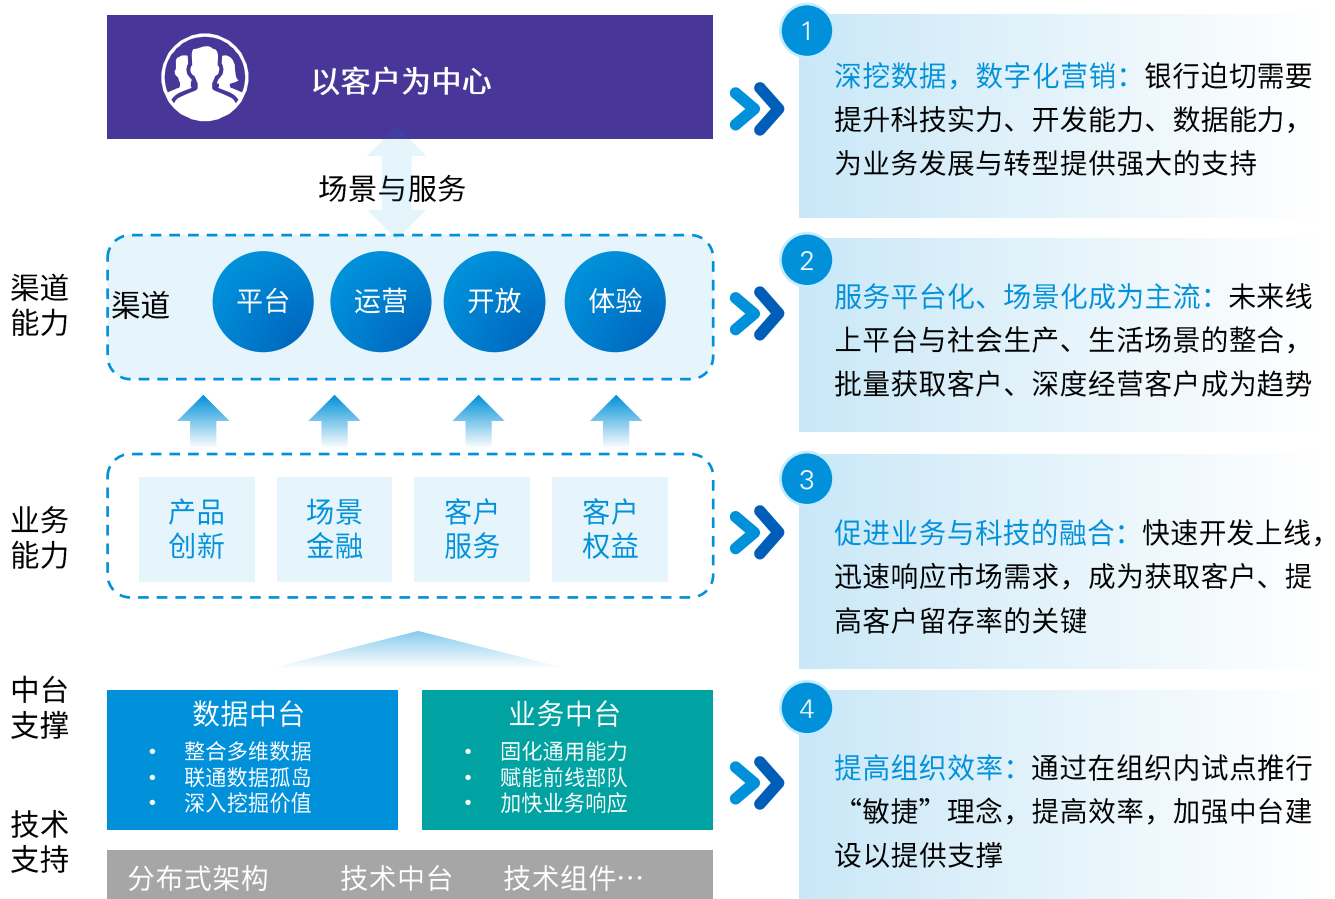 以客户为中心
场景与服务
渠道
能力
渠道
平台
运营
开放
体验
业务
能力
产品
创新
场景
金融
客户
服务
客户
权益
中台
支撑
数据中台
• 整合多维数据
• 联通数据孤岛
• 深入挖掘价值
业务中台
• 固化通用能力
• 赋能前线部队
• 加快业务响应
技术
支持
分布式架构
技术中台
技术组件…
1
深挖数据，数字化营销：银行迫切需要
提升科技实力、开发能力、数据能力，
为业务发展与转型提供强大的支持
2
服务平台化、场景化成为主流：未来线
上平台与社会生产、生活场景的整合，
批量获取客户、深度经营客户成为趋势
3
促进业务与科技的融合：快速开发上线，
迅速响应市场需求，成为获取客户、提
高客户留存率的关键
4
提高组织效率：通过在组织内试点推行
“敏捷”理念，提高效率，加强中台建
设以提供支撑